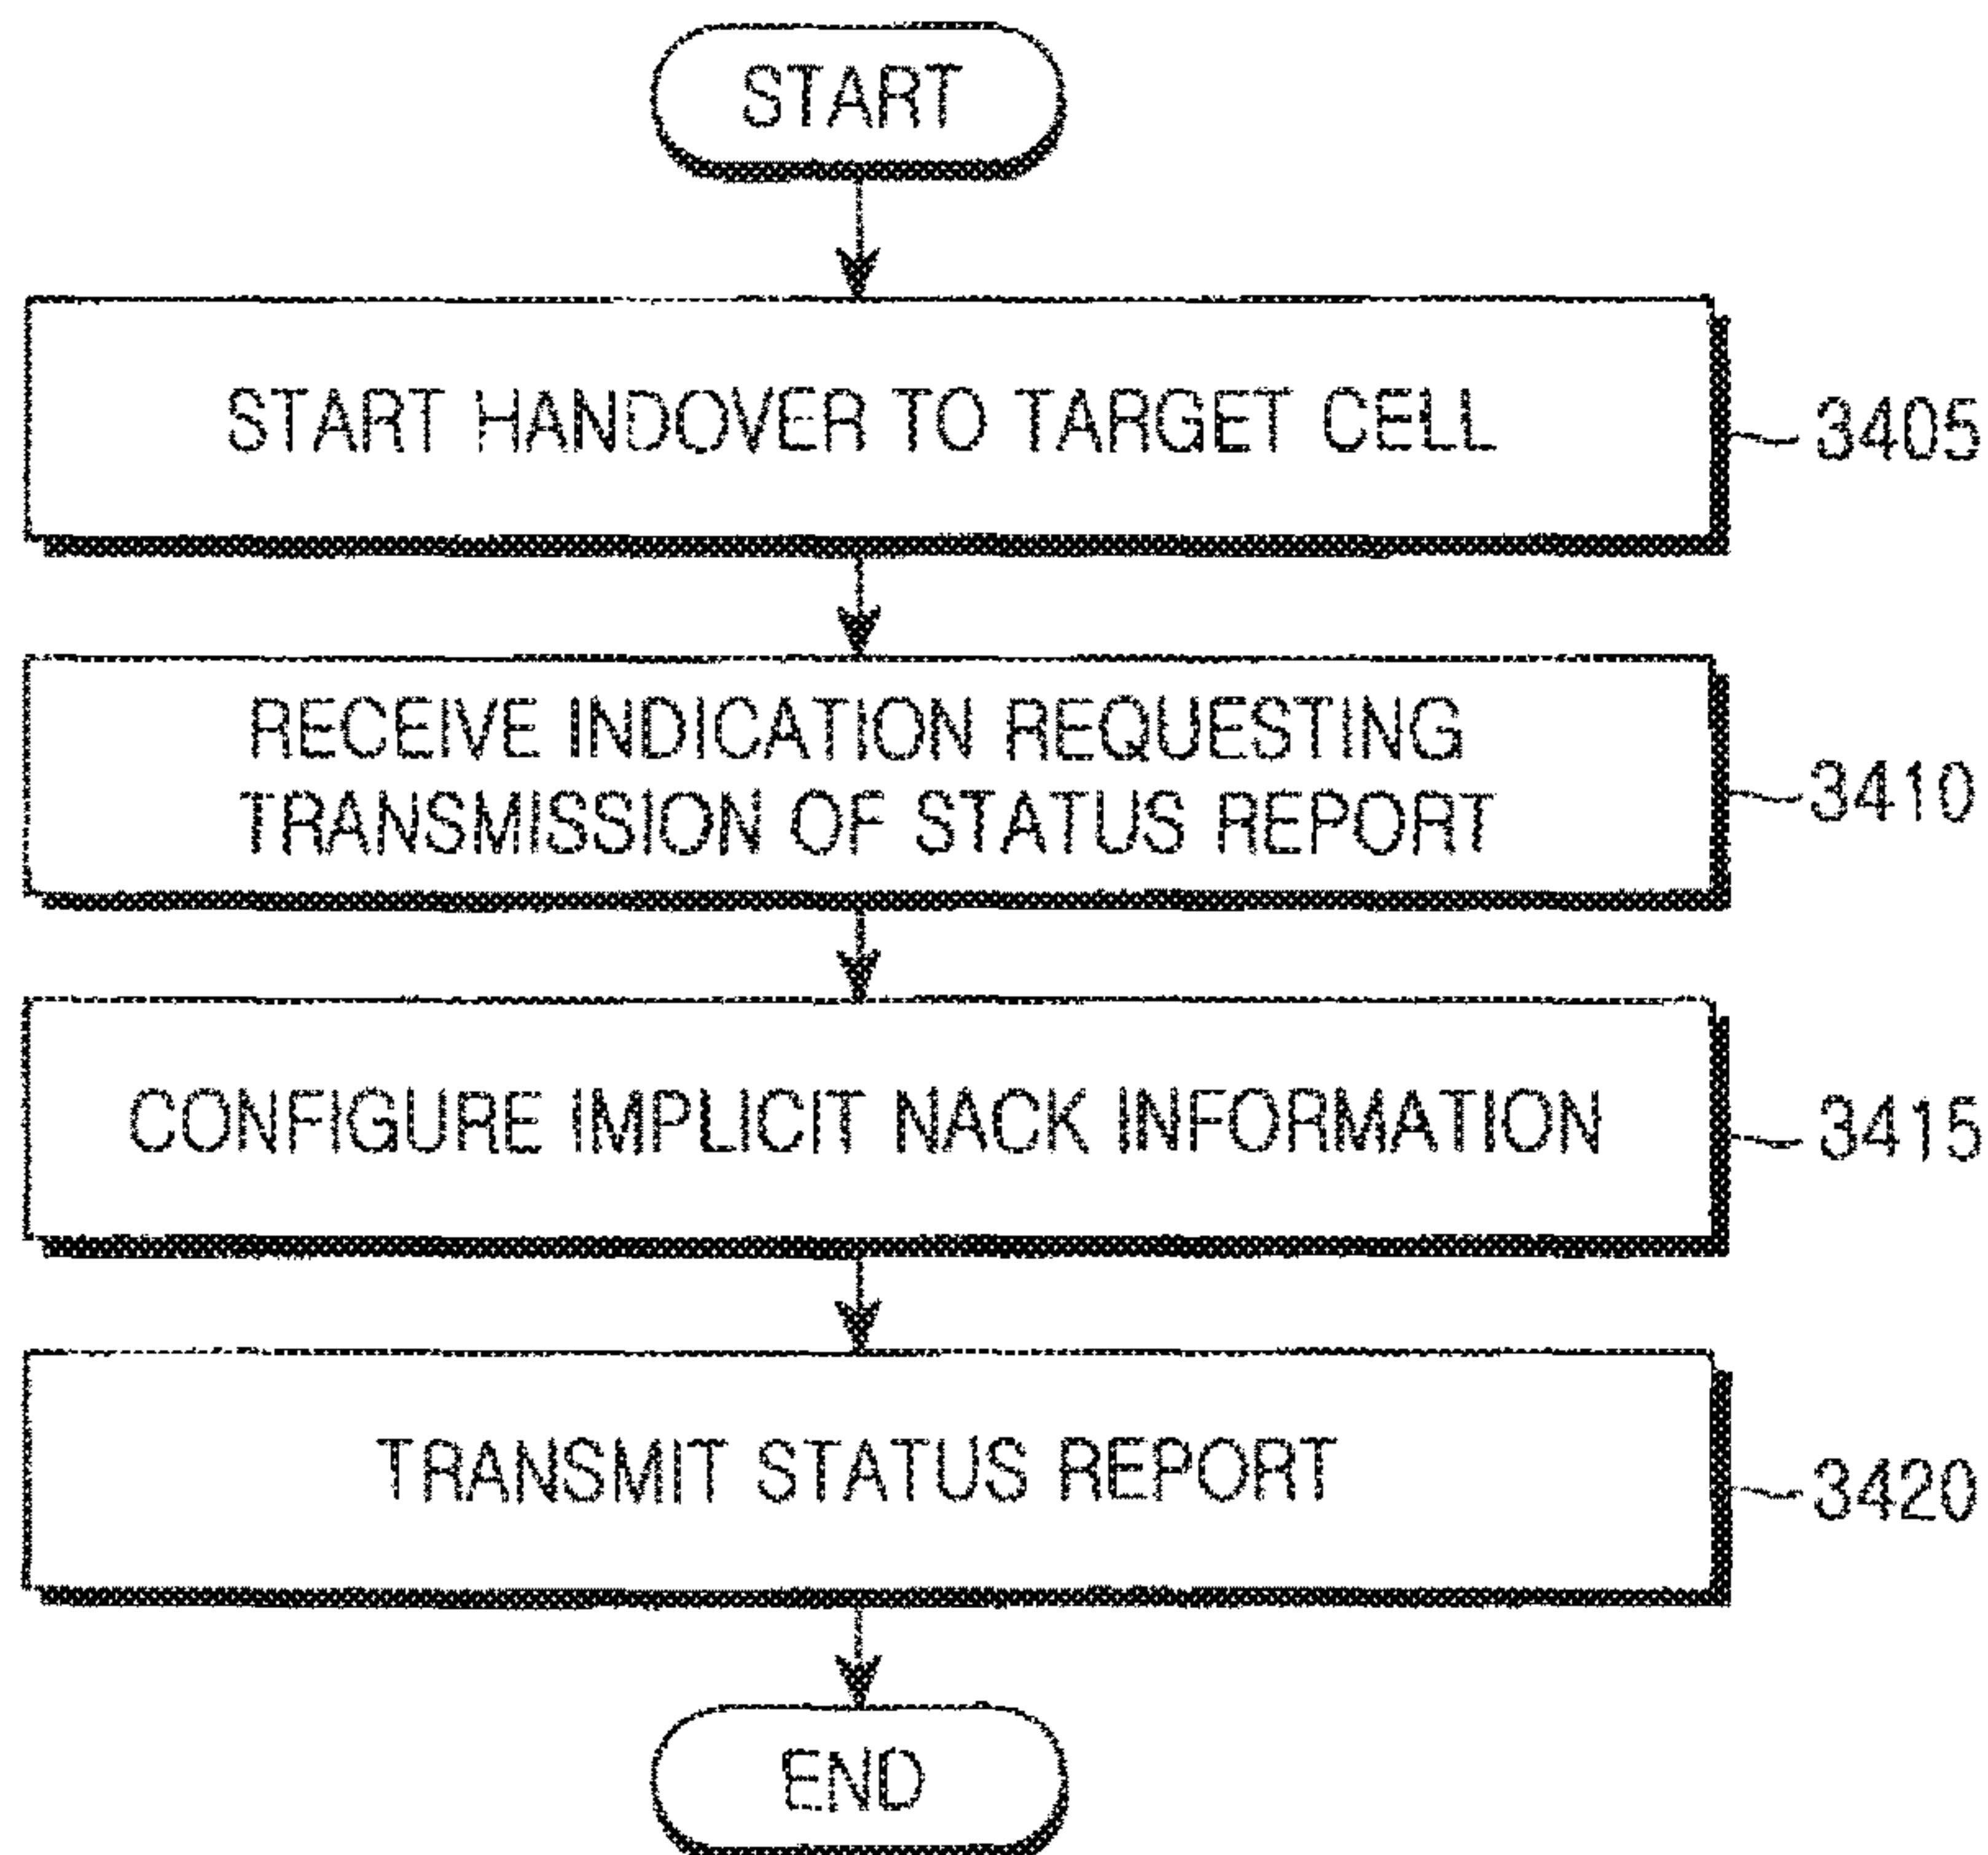 START
START HANDOVER TO TARGET CELL
3405
RECEIVE INDICATION REQUESTING
TRANSMISSION OF STATUS REPORT
3410
CONFIGURE IMPLICIT NACK INFORMATION
3415
TRANSMIT STATUS REPORT
3420
END